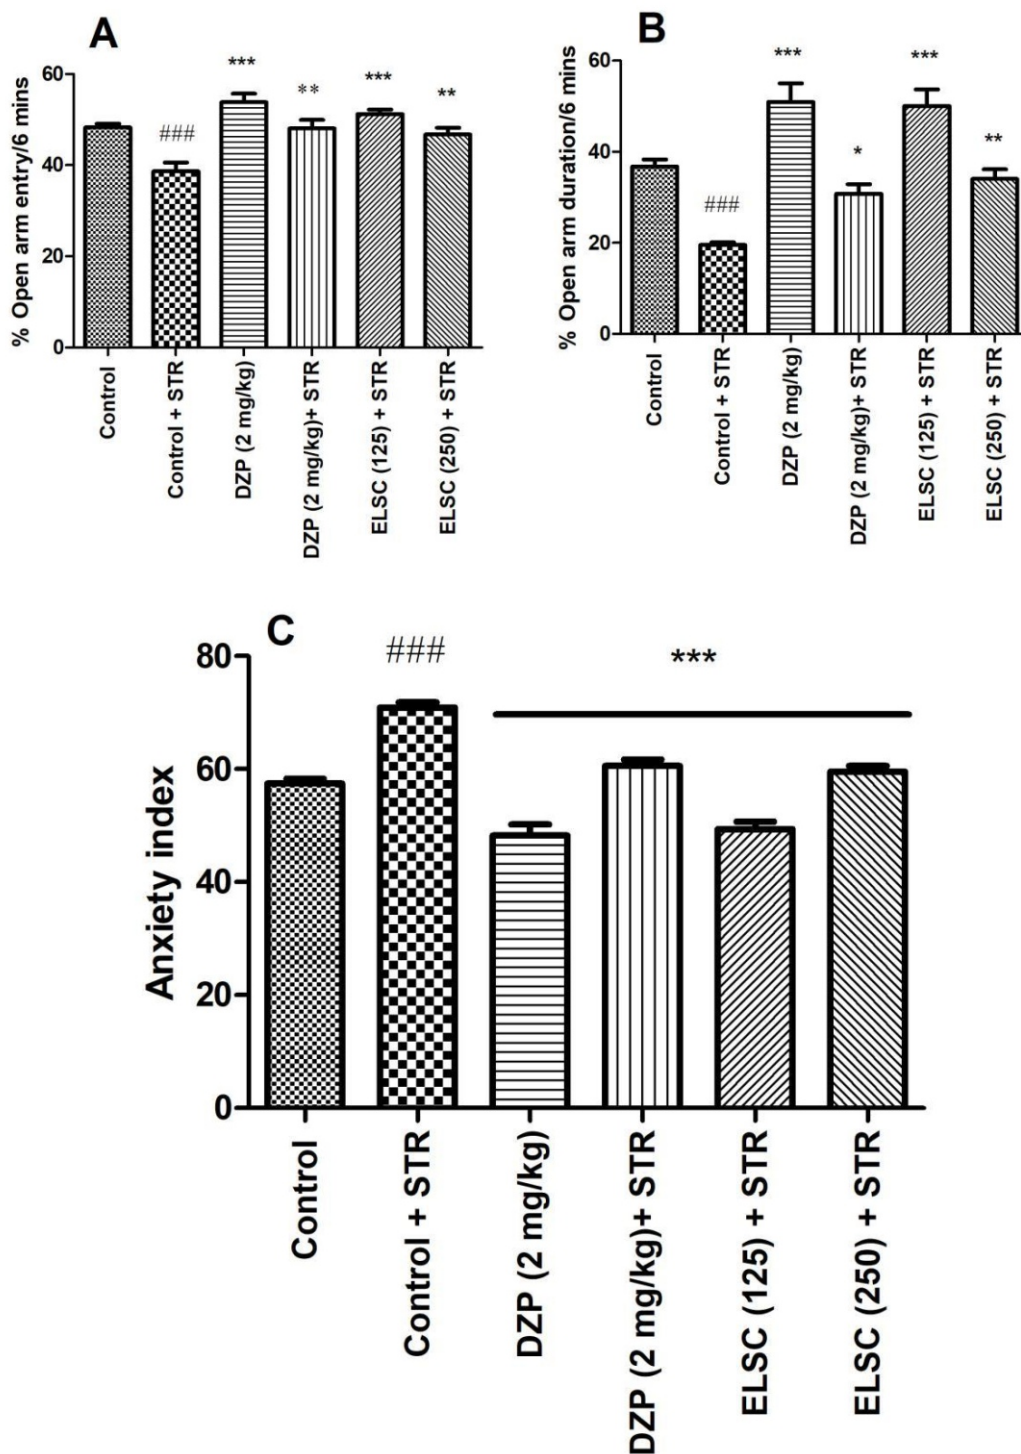 A
% Open arm entry/6 mins
60
40
20
0
***
**
***
**
###
Control
Control + STR
DZP (2 mg/kg)
DZP (2 mg/kg)+ STR
ELSC (125) + STR
ELSC (250) + STR
B
% Open arm duration/6 mins
60
40
20
0
***
***
*
**
###
Control
Control + STR
DZP (2 mg/kg)
DZP (2 mg/kg)+ STR
ELSC (125) + STR
ELSC (250) + STR
C
Anxiety index
80
60
40
20
0
###
***
Control
Control + STR
DZP (2 mg/kg)
DZP (2 mg/kg)+ STR
ELSC (125) + STR
ELSC (250) + STR